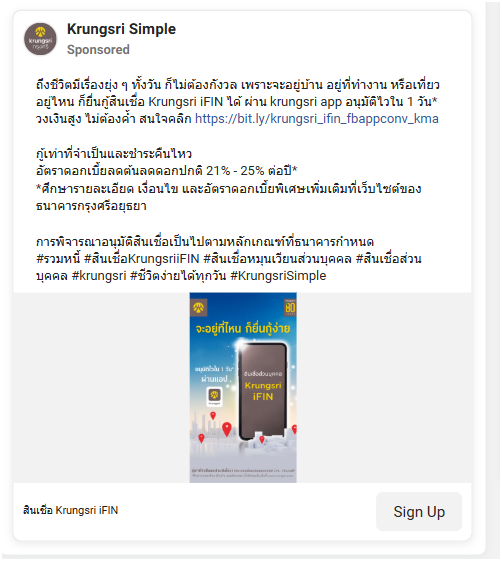 Krungsri Simple
Sponsored
krungsri
กรุงศรี
ถึงชีวิตมีเรื่องยุ่ง ๆ ทั้งวัน ก็ไม่ต้องกังวล เพราะจะอยู่บ้าน อยู่ที่ทำงาน หรือเที่ยว
อยู่ไหน ก็ยื่นกู้สินเชื่อ Krungsri iFIN ได้ ผ่าน krungsri app อนุมัติไวใน 1 วัน*
วงเงินสูง ไม่ต้องค้ำ สนใจคลิก https://bit.ly/krungsri_ifin_fbappconv_kma
กู้เท่าที่จำเป็นและชำระคืนไหว
อัตราดอกเบี้ยลดต้นลดดอกปกติ 21% - 25% ต่อปี*
*ศึกษารายละเอียด เงื่อนไข และอัตราดอกเบี้ยพิเศษเพิ่มเติมที่เว็บไซต์ของ
ธนาคารกรุงศรีอยุธยา
การพิจารณาอนุมัติสินเชื่อเป็นไปตามหลักเกณฑ์ที่ธนาคารกำหนด
#รวมหนี้ #สินเชื่อKrungsriiFIN #สินเชื่อหมุนเวียนส่วนบุคคล #สินเชื่อส่วน
บุคคล #krungsri #ชีวิตง่ายได้ทุกวัน #KrungsriSimple
จะอยู่ที่ไหน ก็ยื่นกู้ง่าย
อนุมัติไวใน 1 วัน*
ผ่านแอป
สินเชื่อส่วนบุคคล
Krungsri
iFIN
สินเชื่อ Krungsri iFIN
Sign Up